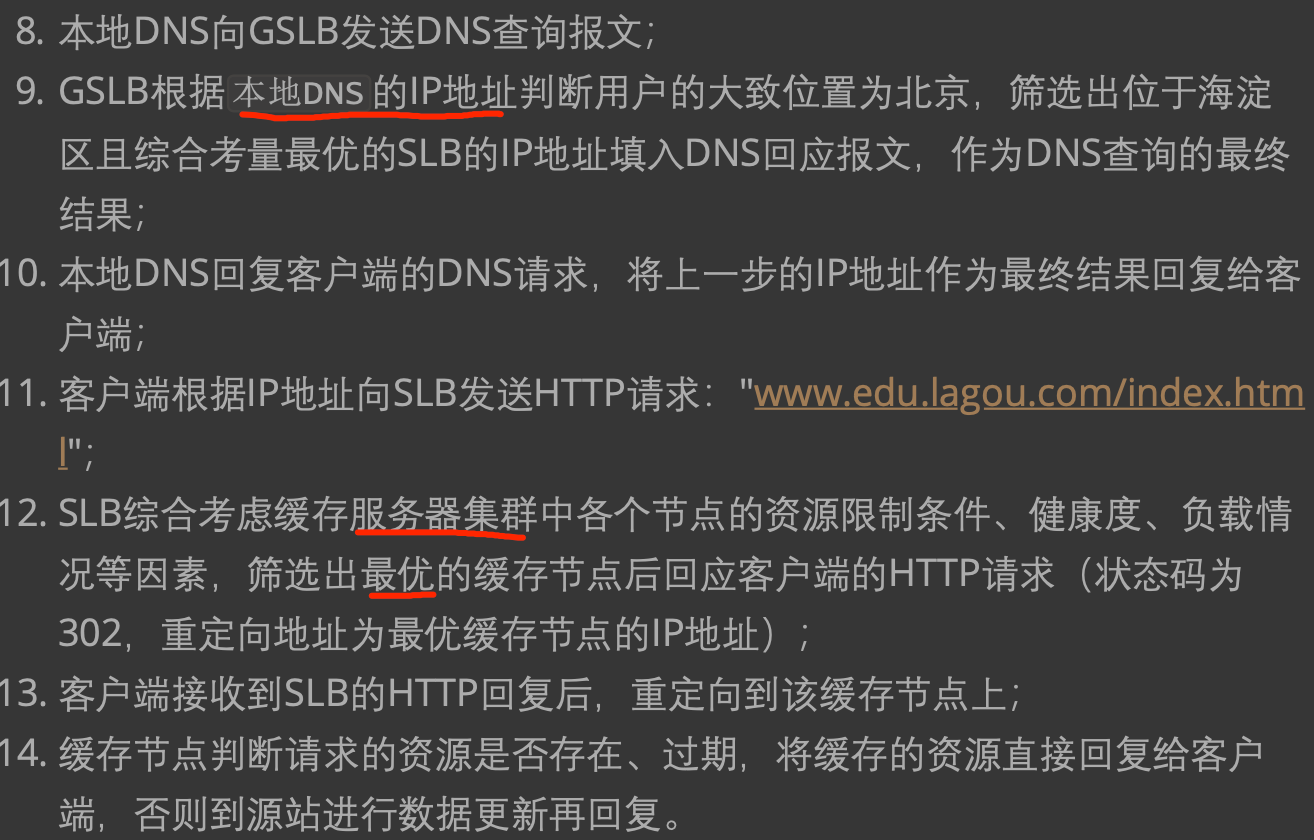 8. 本地DNS向GSLB发送DNS查询报文；
9. GSLB根据本地DNS的IP地址判断用户的大致位置为北京，筛选出位于海淀
区且综合考量最优的SLB的IP地址填入DNS回应报文，作为DNS查询的最终
结果；
10. 本地DNS回复客户端的DNS请求，将上一步的IP地址作为最终结果回复给客
户端；
11. 客户端根据IP地址向SLB发送HTTP请求："www.edu.lagou.com/index.htm
l"；
12. SLB综合考虑缓存服务器集群中各个节点的资源限制条件、健康度、负载情
况等因素，筛选出最优的缓存节点后回应客户端的HTTP请求（状态码为
302，重定向地址为最优缓存节点的IP地址）；
13. 客户端接收到SLB的HTTP回复后，重定向到该缓存节点上；
14. 缓存节点判断请求的资源是否存在、过期，将缓存的资源直接回复给客户
端，否则到源站进行数据更新再回复。